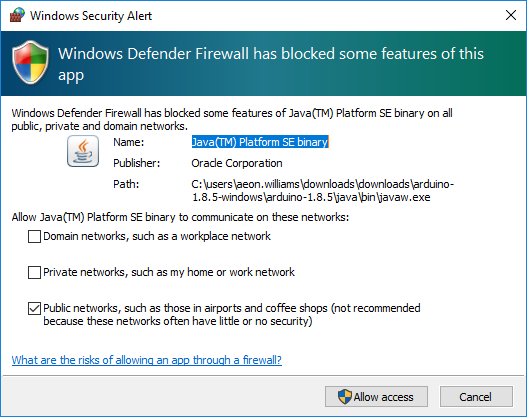 Windows Security Alert
Windows Defender Firewall has blocked some features of this
app
Windows Defender Firewall has blocked some features of Java(TM) Platform SE binary on all
public, private and domain networks.
Name: Java(TM) Platform SE binary
Publisher: Oracle Corporation
Path: C:\users\aeon.williams\downloads\downloads\arduino-
1.8.5-windows\arduino-1.8.5\java\bin\javaw.exe
Allow Java(TM) Platform SE binary to communicate on these networks:
Domain networks, such as a workplace network
Private networks, such as my home or work network
Public networks, such as those in airports and coffee shops (not recommended
because these networks often have little or no security)
What are the risks of allowing an app through a firewall?
Allow access Cancel